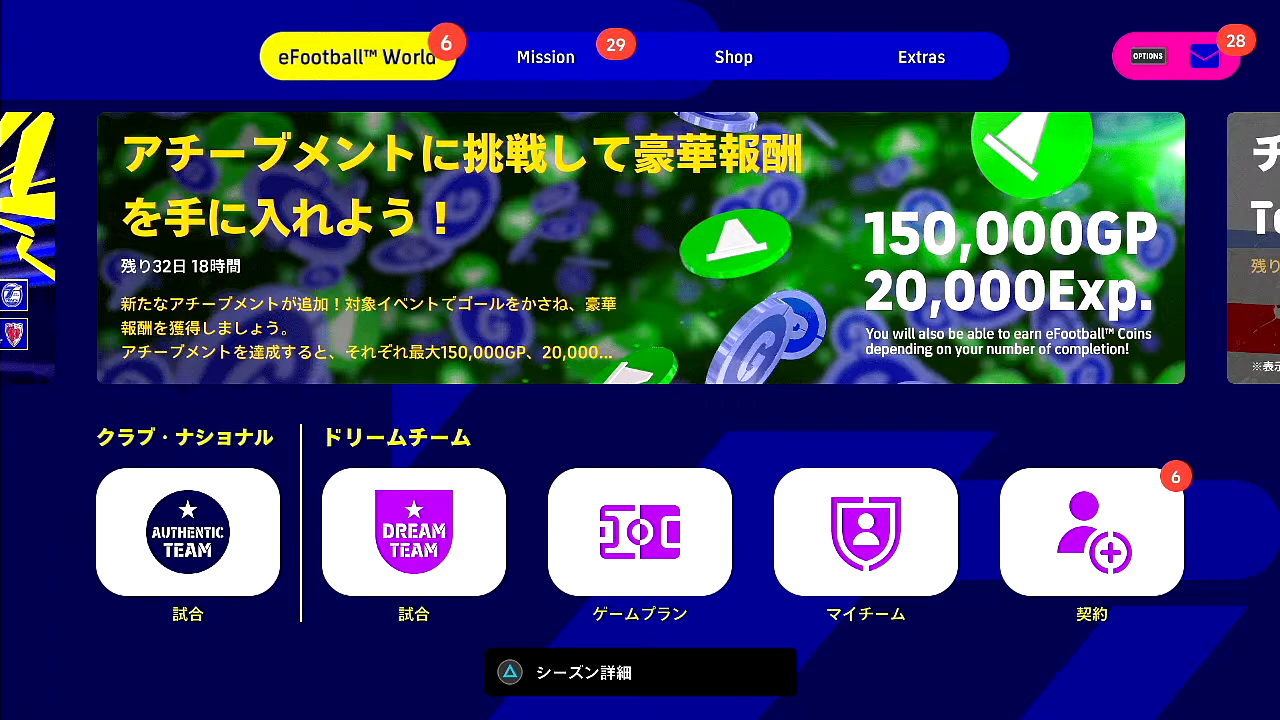 eFootball™ World
6
Mission
29
Shop
Extras
OPTIONS
28
アチーブメントに挑戦して豪華報酬
を手に入れよう！
残り32日 18時間
新たなアチーブメントが追加！対象イベントでゴールをかさね、豪華
報酬を獲得しましょう。
アチーブメントを達成すると、それぞれ最大150,000GP、20,000...
150,000GP
20,000Exp.
You will also be able to earn eFootball™ Coins
depending on your number of completion!
チ
To
残り
※表示
クラブ・ナショナル
ドリームチーム
AUTHENTIC
TEAM
DREAM
TEAM
6
試合
試合
ゲームプラン
マイチーム
契約
シーズン詳細